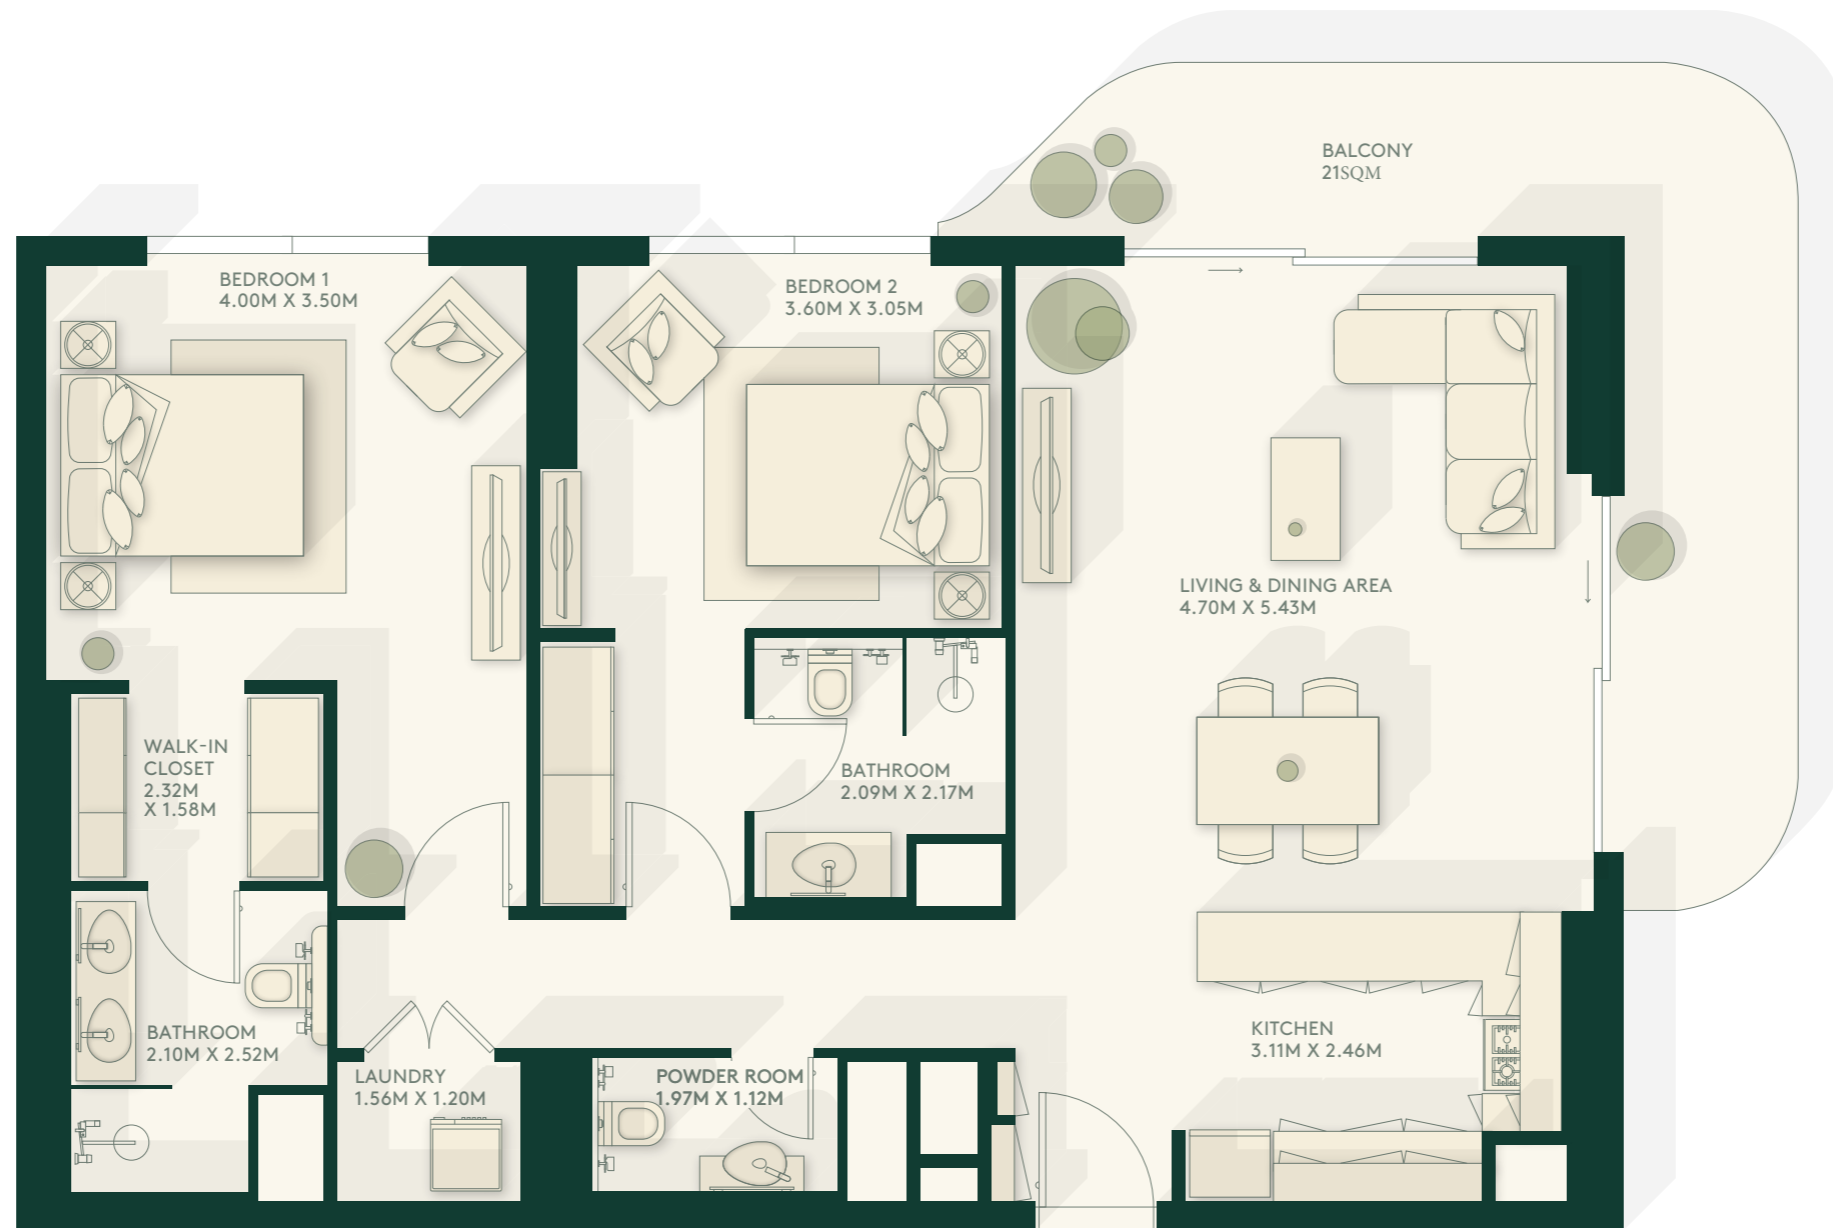 BALCONY
21SQM
BEDROOM 1
4.00M X 3.50M
BEDROOM 2
3.60M X 3.05M
LIVING & DINING AREA
4.70M X 5.43M
WALK-IN
CLOSET
2.32M
X 1.58M
BATHROOM
2.09M X 2.17M
BATHROOM
2.10M X 2.52M
KITCHEN
3.11M X 2.46M
LAUNDRY
1.56M X 1.20M
POWDER ROOM
1.97M X 1.12M